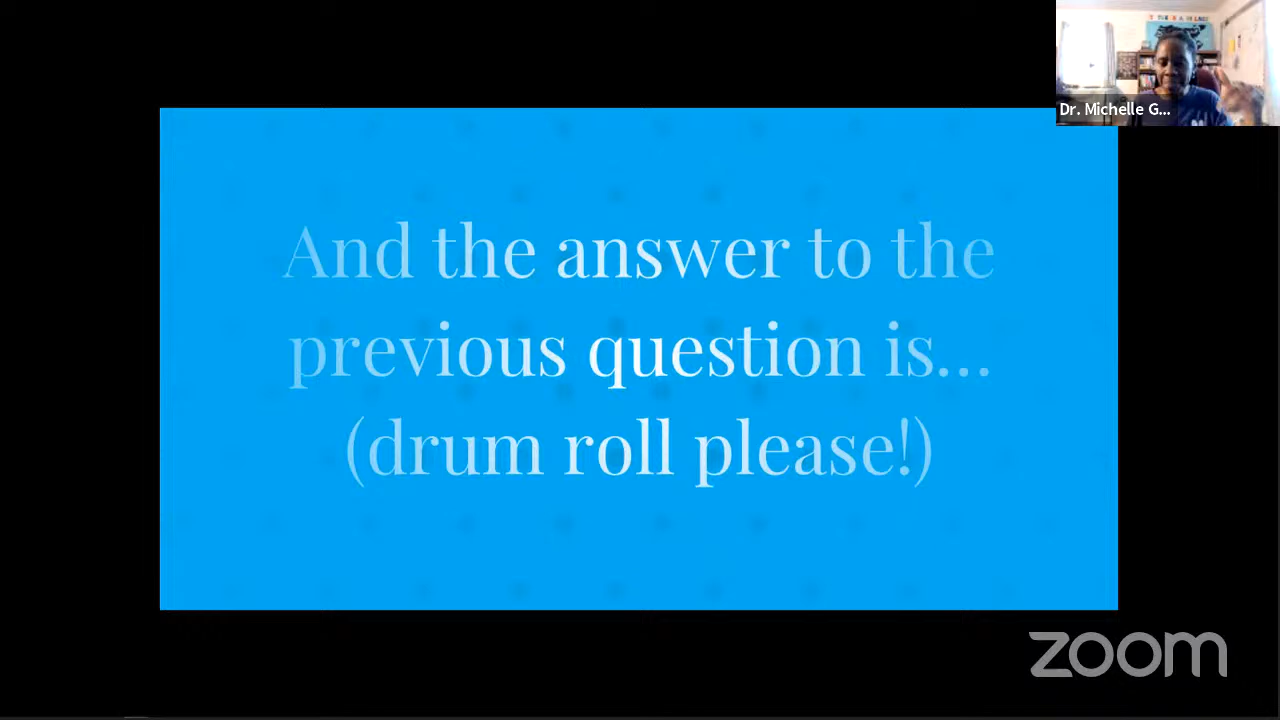 Dr. Michelle G...
And the answer to the
previous question is...
(drum roll please!)
zoom